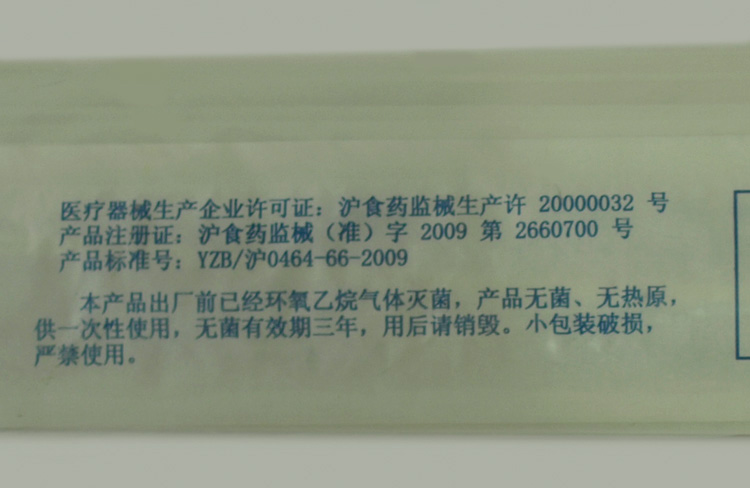 医疗器械生产企业许可证：沪食药监械生产许 20000032 号
产品注册证：沪食药监械（准）字 2009 第 2660700 号
产品标准号：YZB/沪0464-66-2009
本产品出厂前已经环氧乙烷气体灭菌，产品无菌、无热原，
供一次性使用，无菌有效期三年，用后请销毁。小包装破损，
严禁使用。